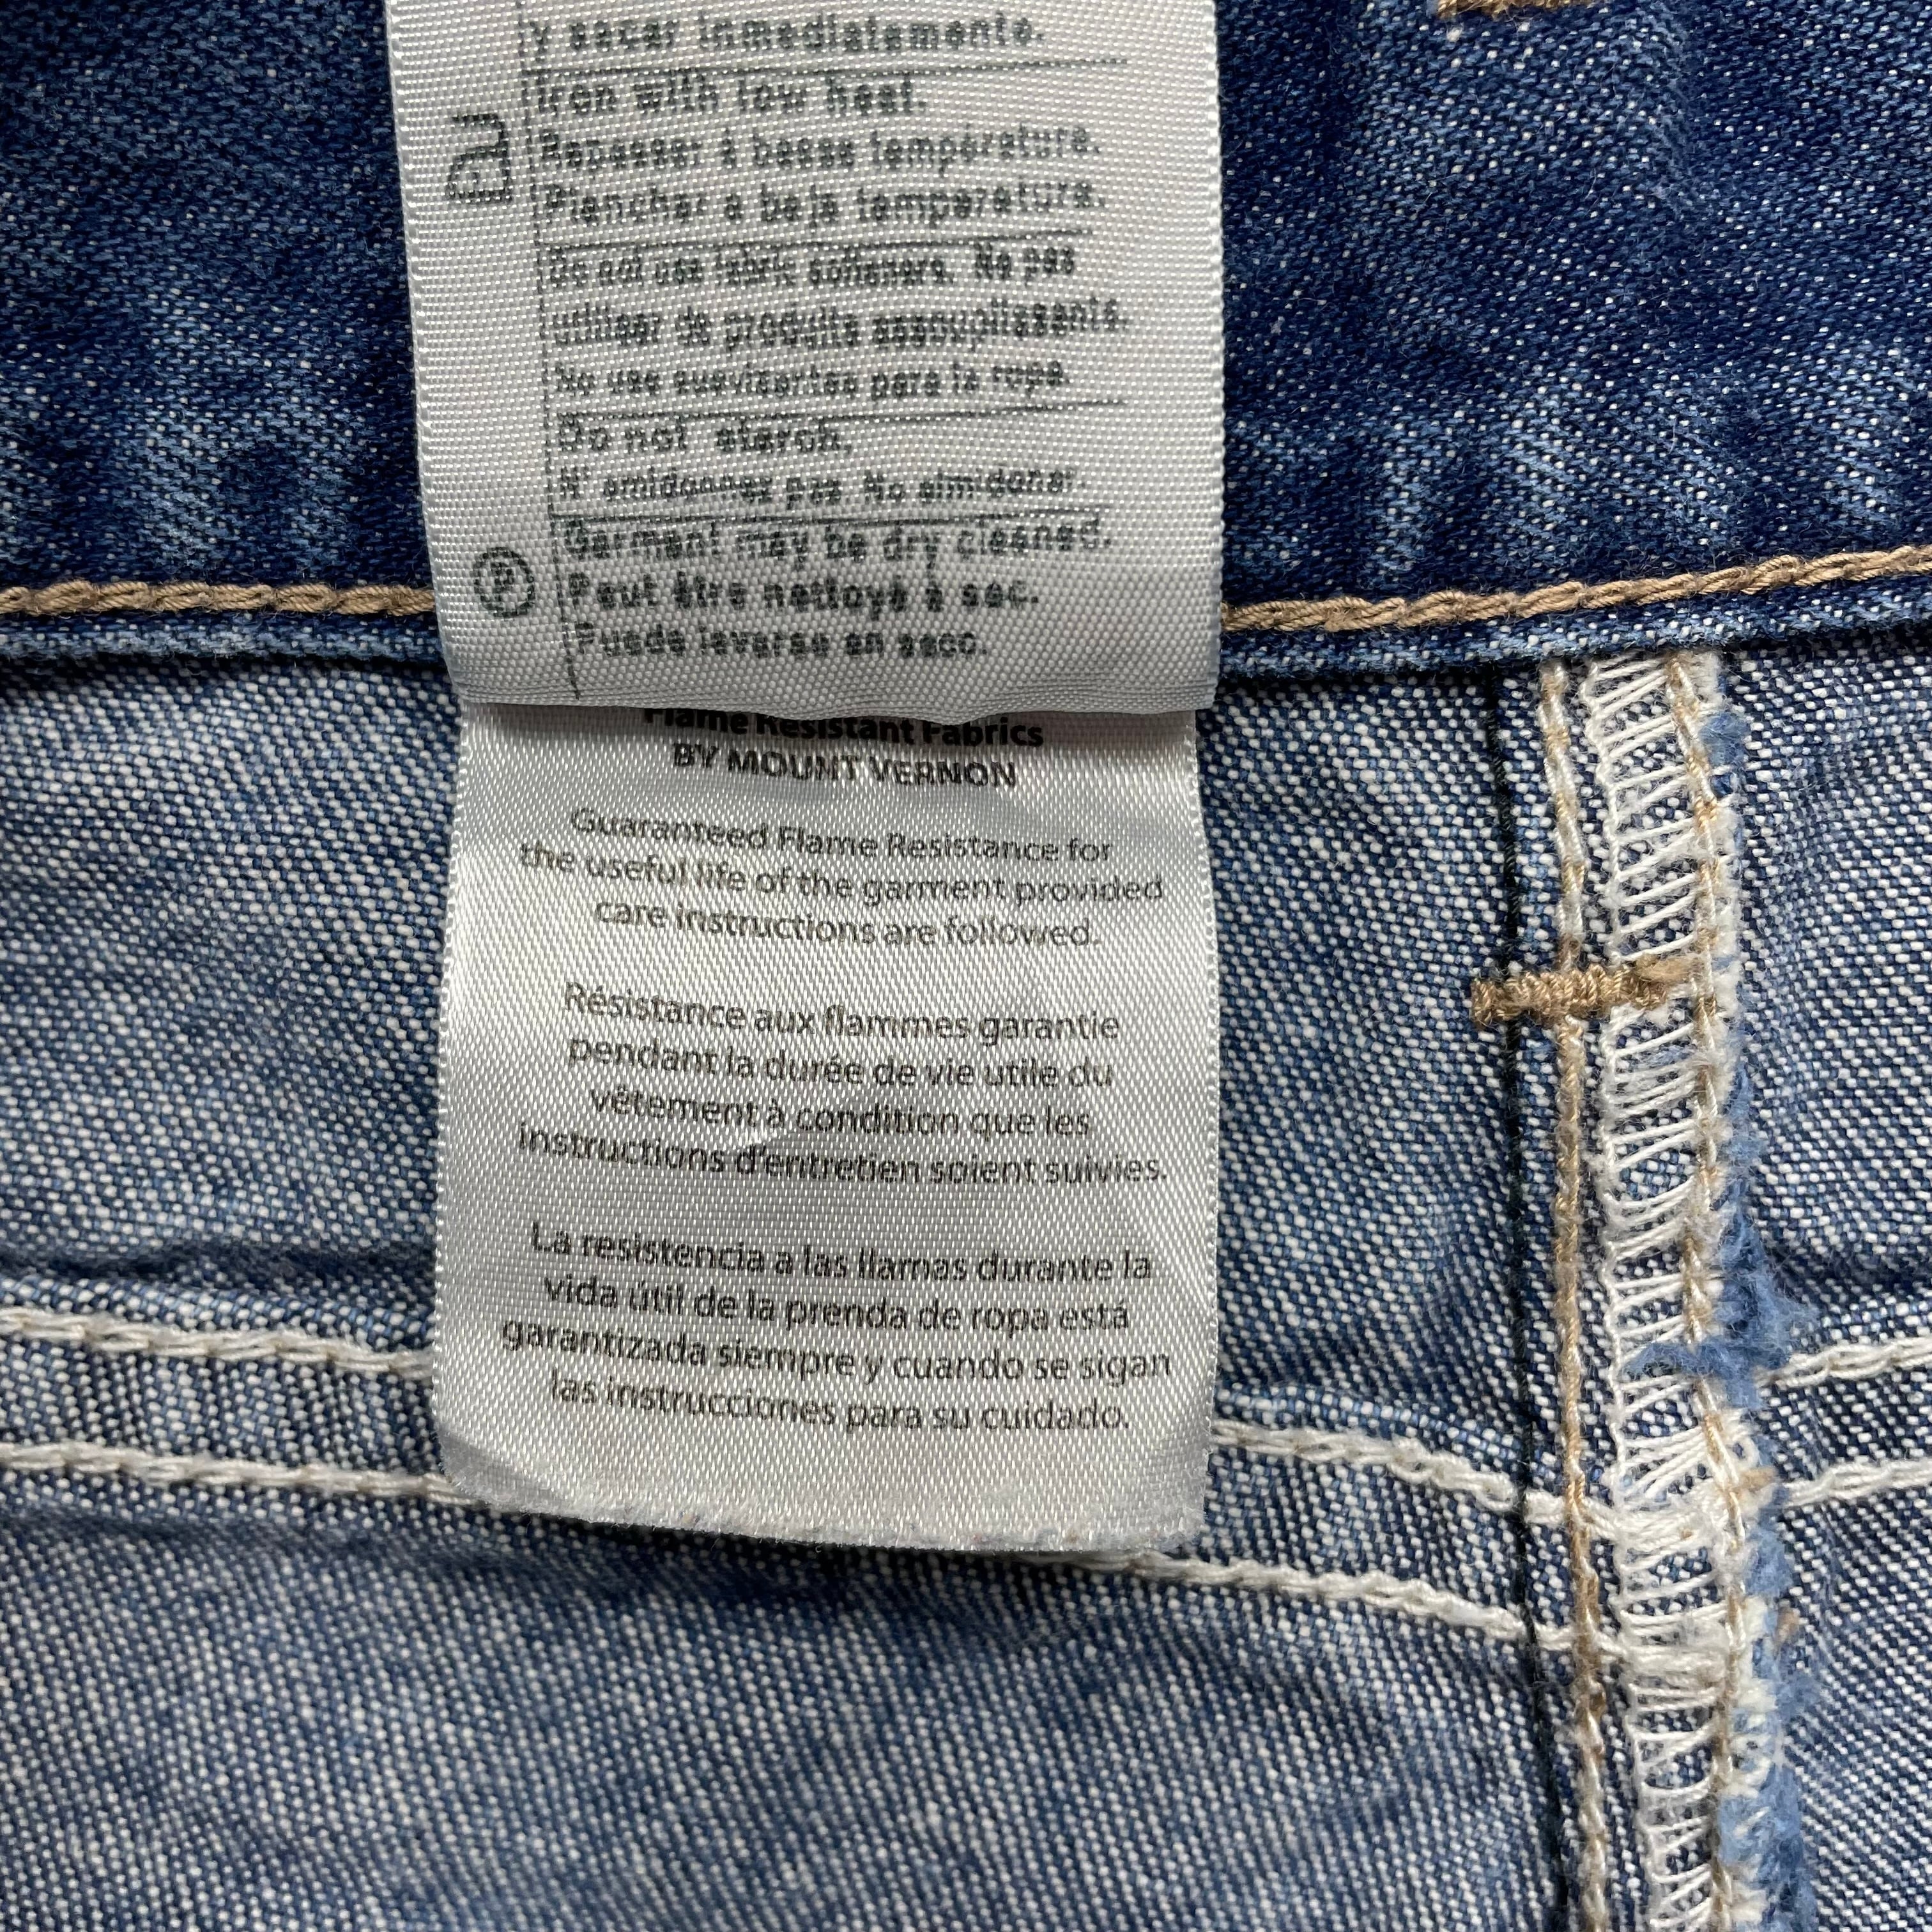 y secar inmediatamente.
Iron with low heat.
Repasser à basse température.
Planchar a baja temperatura.
Do not use fabric softeners. Ne pas
utiliser de produits assouplissants.
No use suavizantes para la ropa
Do not starch.
N' amidonnez pas No almidonar.
Garment may be dry cleaned.
P
Peut être nettoyé à sec.
Puede lavarse en seco.
Flame Resistant Fabrics
BY MOUNT VERNON
Guaranteed Flame Resistance for
the useful life of the garment provided
care instructions are followed.
Résistance aux flammes garantie
pendant la durée de vie utile du
vêtement à condition que les
instructions d'entretien soient suivies.
La resistencia a las llamas durante la
vida útil de la prenda de ropa está
garantizada siempre y cuando se sigan
las instrucciones para su cuidado.